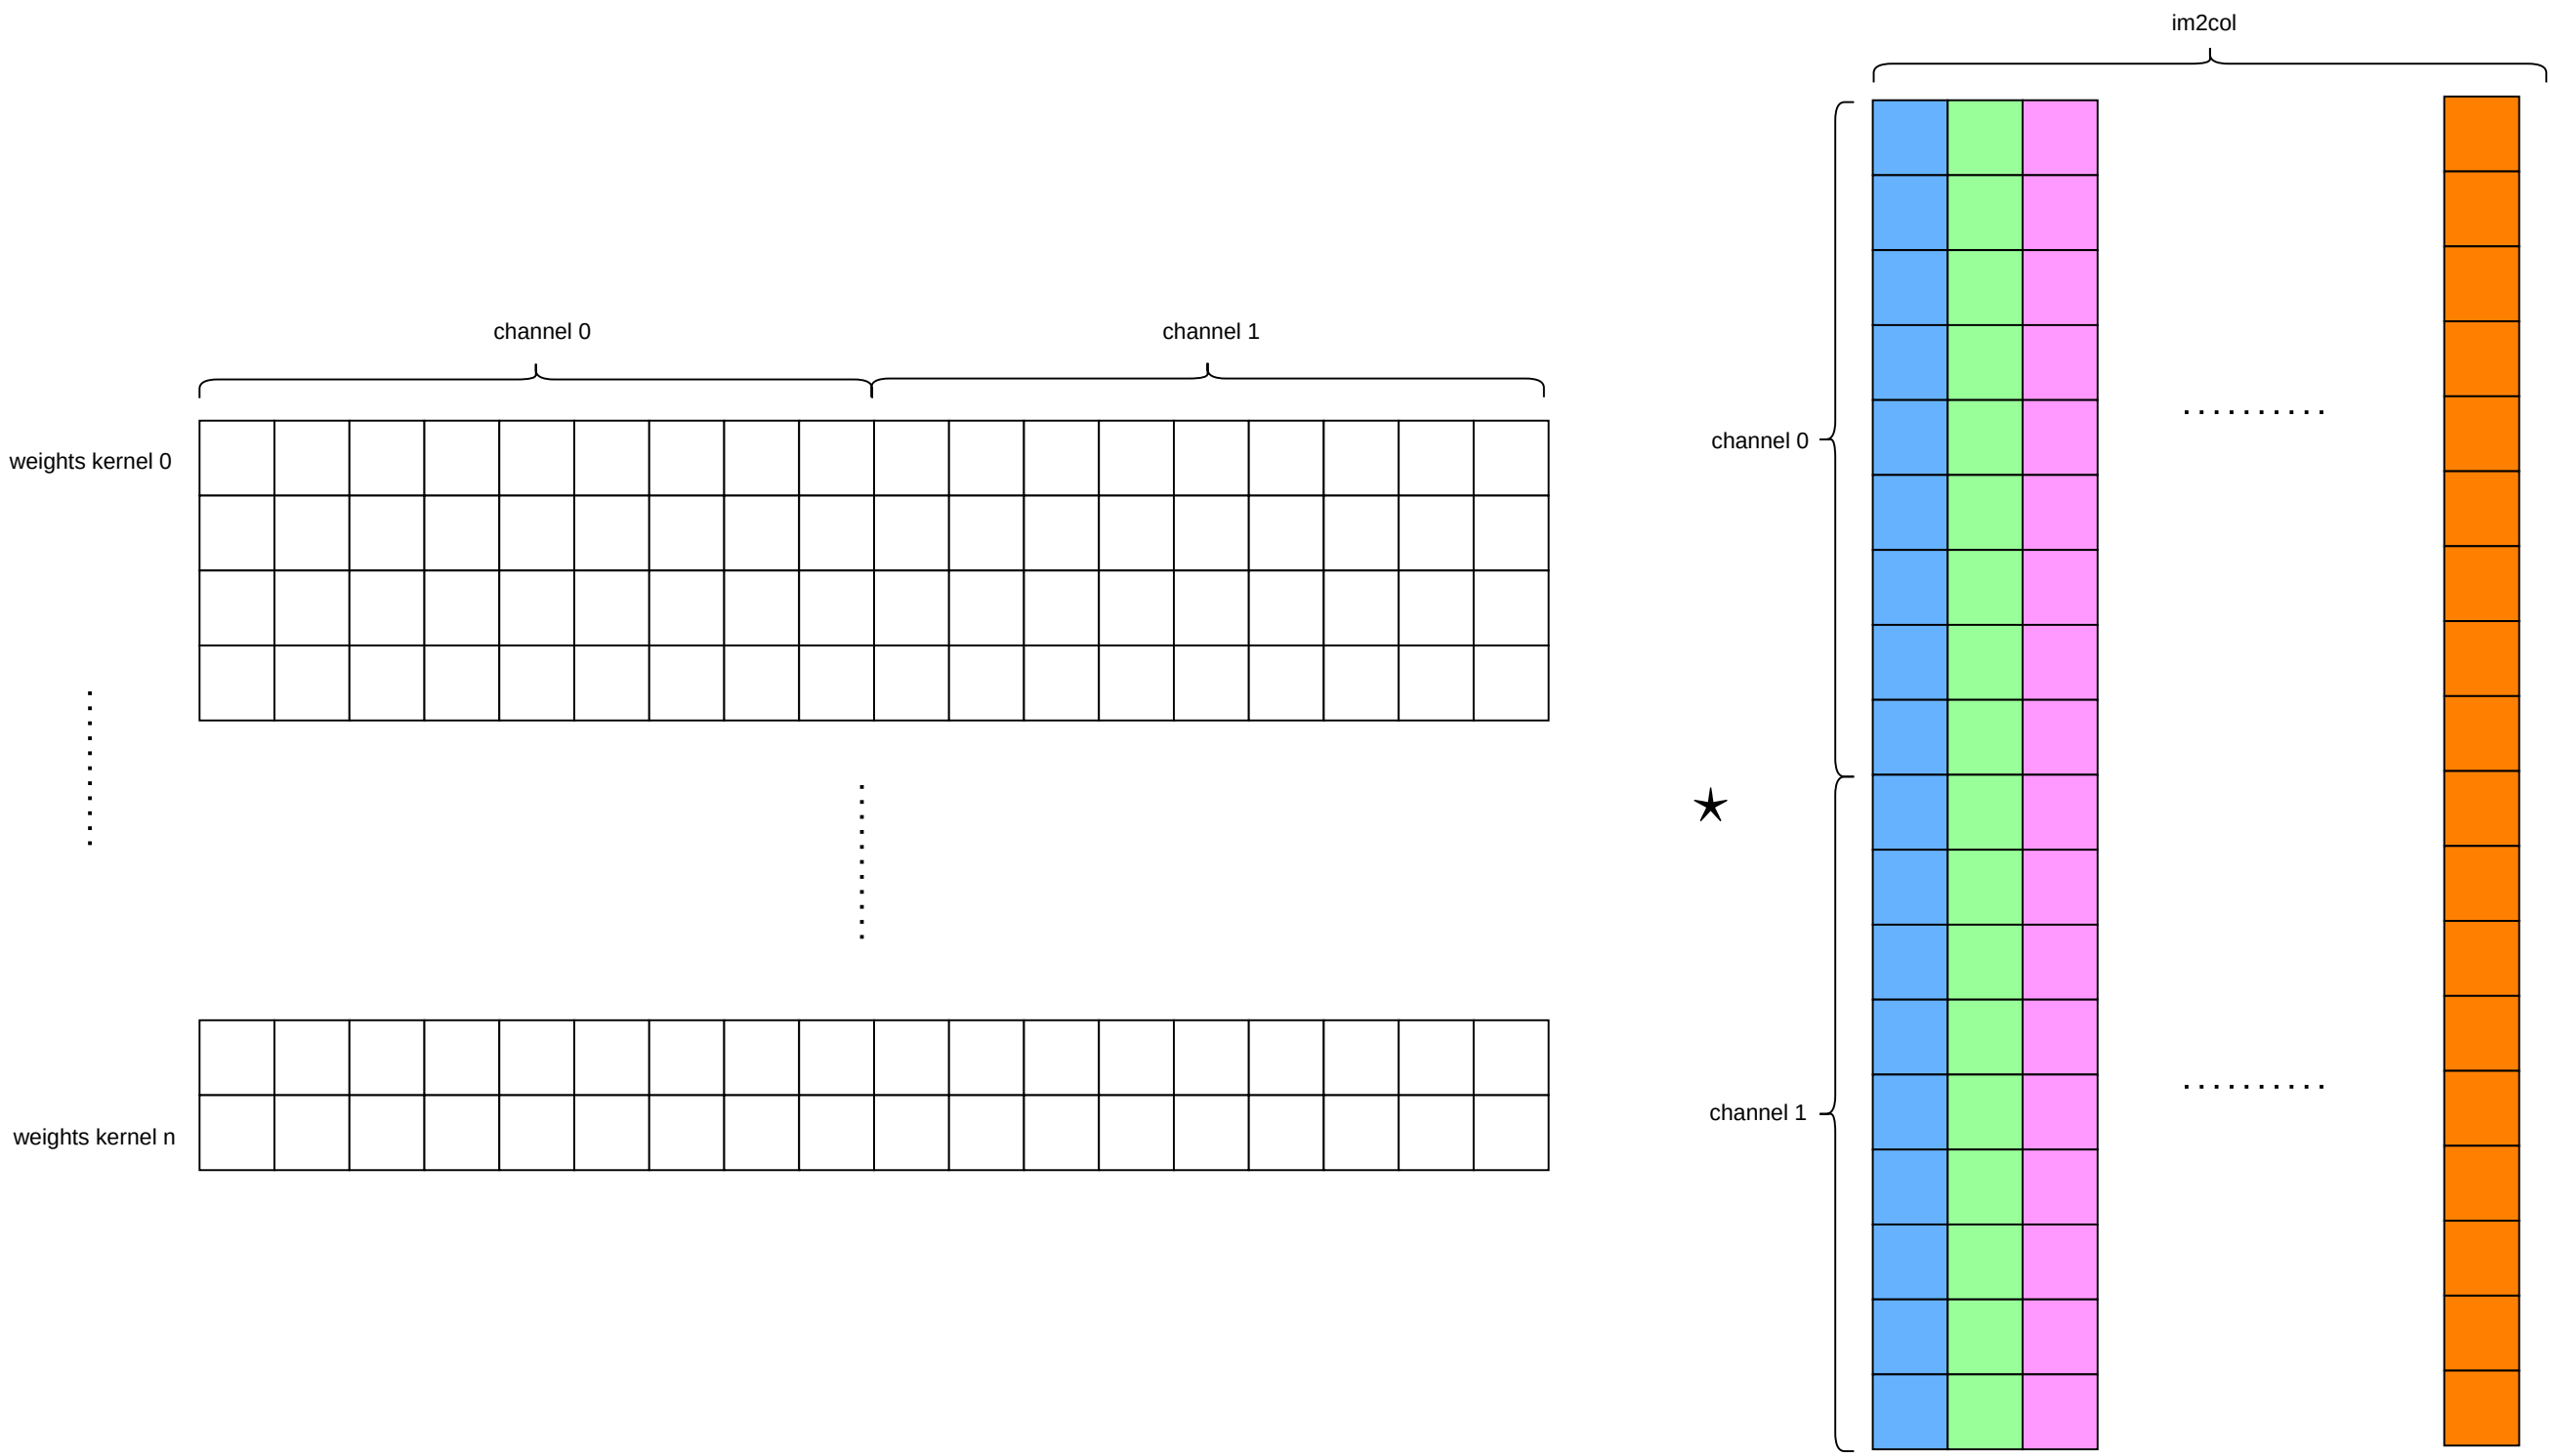 im2col
channel 0
channel 1
weights kernel 0
channel 0
channel 1
weights kernel n